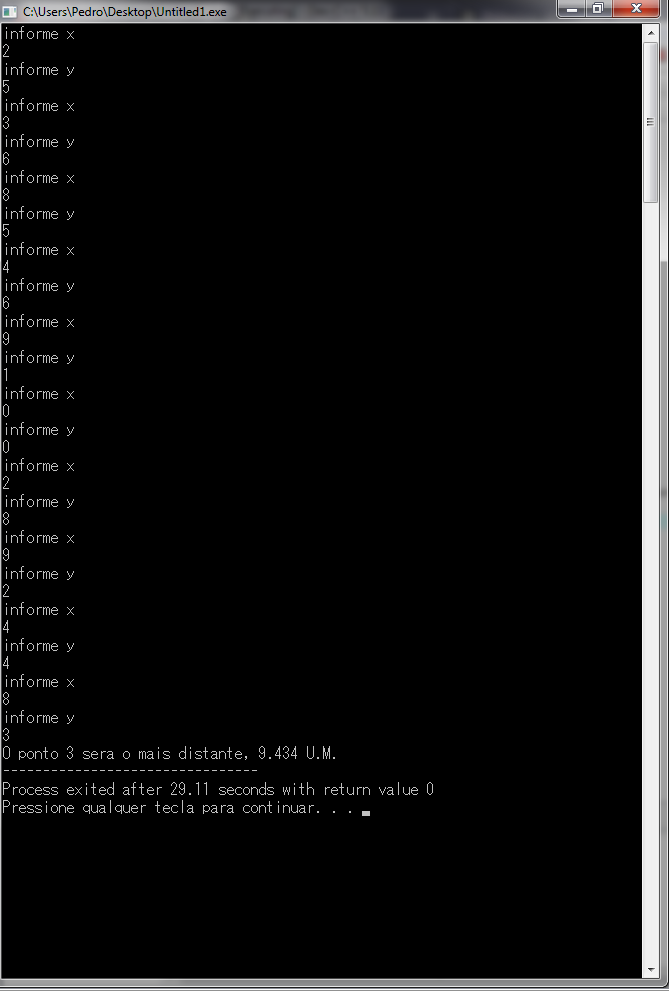 C:\Users\Pedro\Desktop\Untitled1.exe
informe x
2
informe y
5
informe x
3
informe y
6
informe x
8
informe y
5
informe x
4
informe y
6
informe x
9
informe y
1
informe x
0
informe y
0
informe x
2
informe y
8
informe x
9
informe y
2
informe x
4
informe y
4
informe x
8
informe y
3
O ponto 3 sera o mais distante, 9.434 U.M.
--------------------------------
Process exited after 29.11 seconds with return value 0
Pressione qualquer tecla para continuar. . .